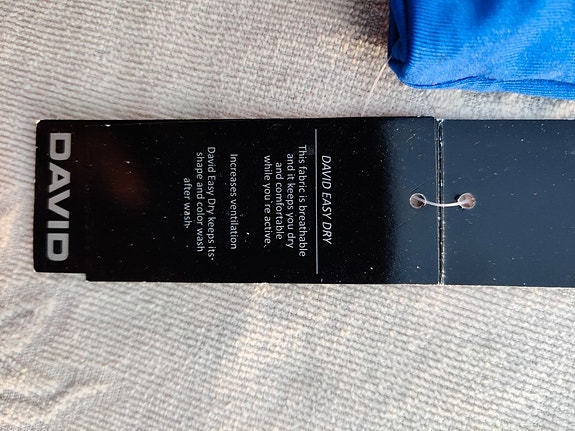 DAVID EASY DRY
This fabric is breathable
and it keeps you dry
and comfortable
while you're active.
Increases ventilation
David Easy Dry keeps its
shape and color wash
after wash.
DAVID